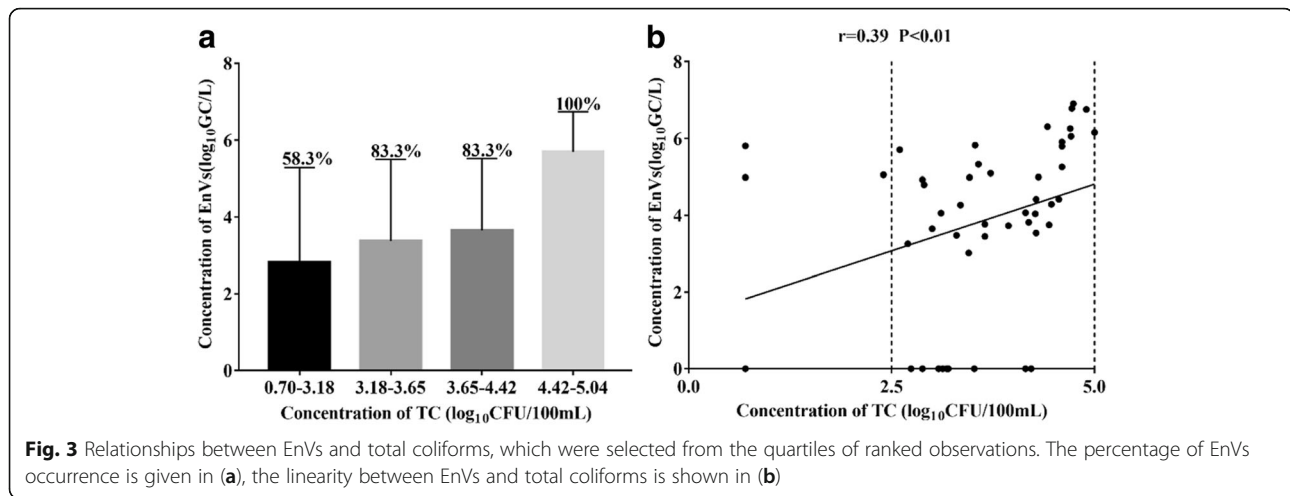 a
Concentration of EnVs(log₁₀GC/L)
8
6
4
2
0
58.3%
83.3%
83.3%
100%
0.70-3.18
3.18-3.65
3.65-4.42
4.42-5.04
Concentration of TC (log₁₀CFU/100mL)
b
r=0.39 P<0.01
Concentration of EnVs(log₁₀GC/L)
8
6
4
2
0
0.0
2.5
5.0
Concentration of TC (log₁₀CFU/100mL)
Fig. 3 Relationships between EnVs and total coliforms, which were selected from the quartiles of ranked observations. The percentage of EnVs
occurrence is given in (a), the linearity between EnVs and total coliforms is shown in (b)